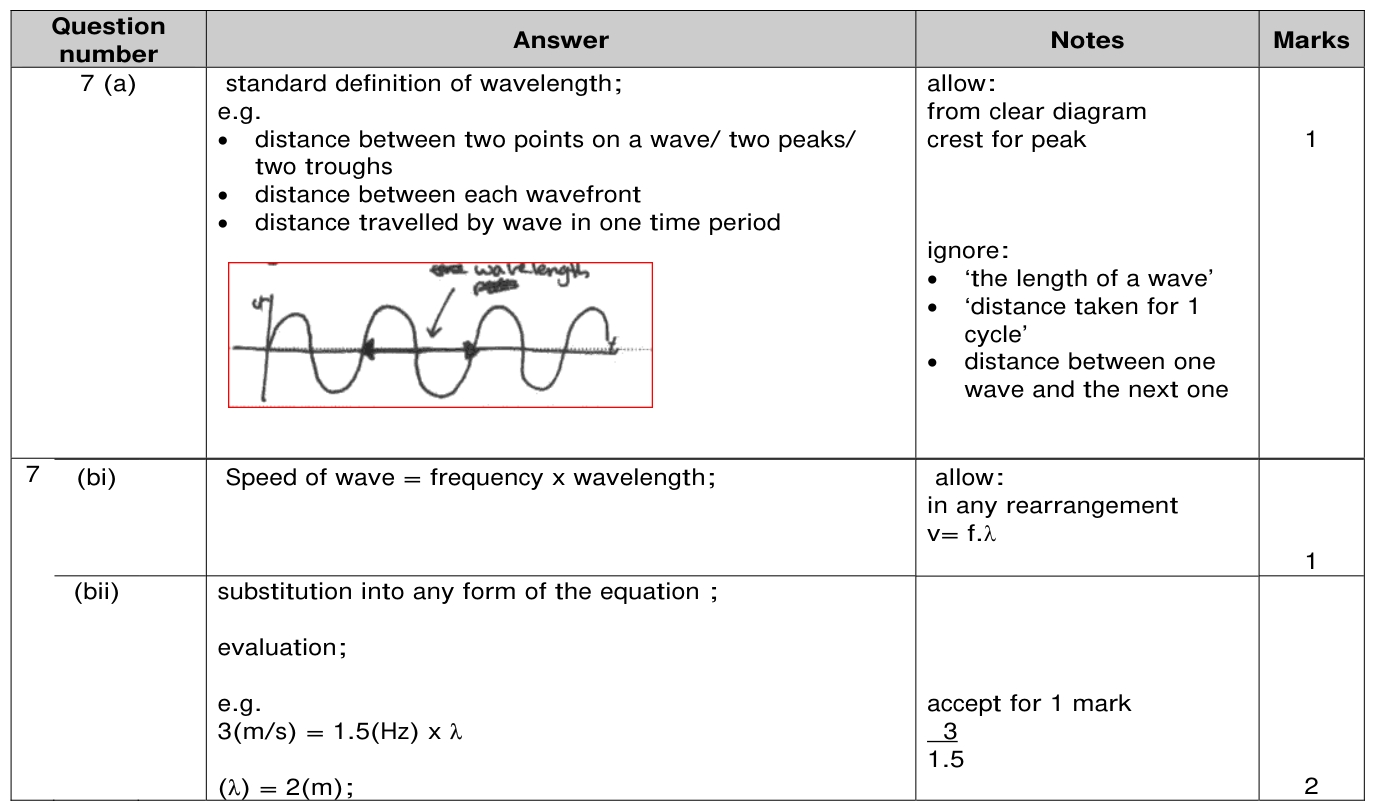 Question number
Answer
Notes
Marks
7 (a)
standard definition of wavelength;
e.g.
• distance between two points on a wave/ two peaks/
two troughs
• distance between each wavefront
• distance travelled by wave in one time period
wavelength
y
t
allow:
from clear diagram
crest for peak
ignore:
• ‘the length of a wave’
• ‘distance taken for 1
cycle’
• distance between one
wave and the next one
1
7 (bi)
Speed of wave = frequency x wavelength;
allow:
in any rearrangement
v= f.λ
1
(bii)
substitution into any form of the equation ;
evaluation;
e.g.
3(m/s) = 1.5(Hz) x λ
(λ) = 2(m);
accept for 1 mark
3
1.5
2